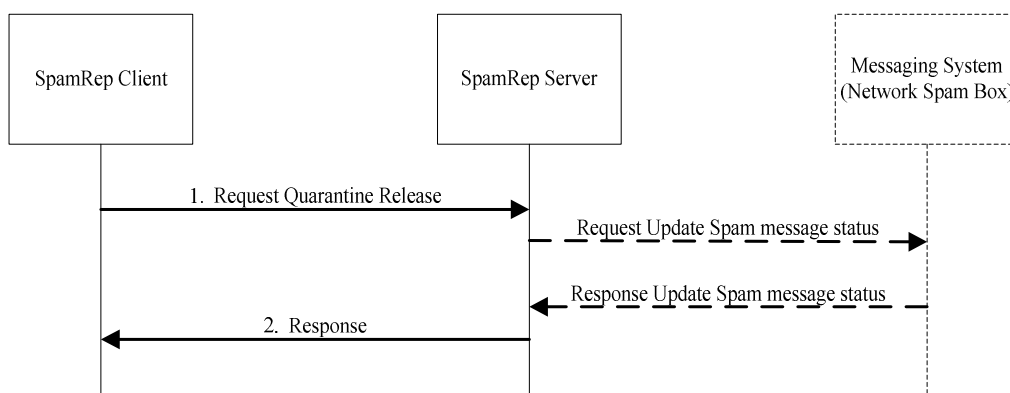 SpamRep Client
SpamRep Server
Messaging System
(Network Spam Box)
1. Request Quarantine Release
Request Update Spam message status
Response Update Spam message status
2. Response